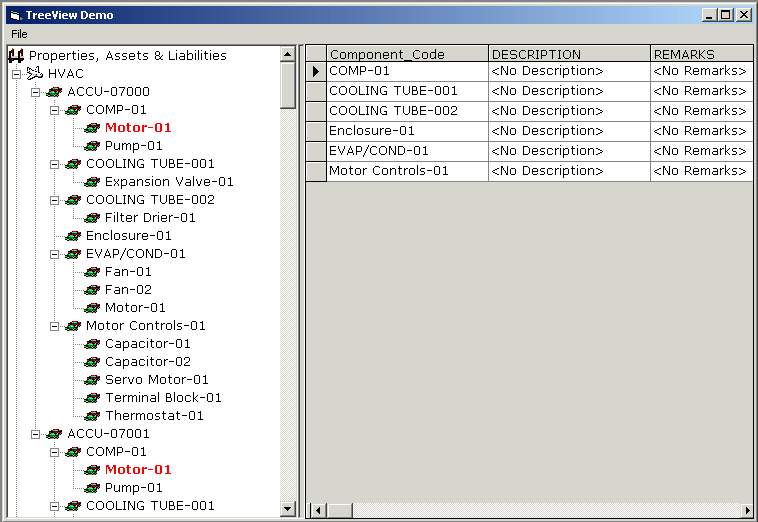 TreeView Demo
File
Properties, Assets & Liabilities
HVAC
ACCU-07000
COMP-01
Motor-01
Pump-01
COOLING TUBE-001
Expansion Valve-01
COOLING TUBE-002
Filter Drier-01
Enclosure-01
EVAP/COND-01
Fan-01
Fan-02
Motor-01
Motor Controls-01
Capacitor-01
Capacitor-02
Servo Motor-01
Terminal Block-01
Thermostat-01
ACCU-07001
COMP-01
Motor-01
Pump-01
COOLING TUBE-001
Component_Code DESCRIPTION REMARKS
COMP-01 <No Description> <No Remarks>
COOLING TUBE-001 <No Description> <No Remarks>
COOLING TUBE-002 <No Description> <No Remarks>
Enclosure-01 <No Description> <No Remarks>
EVAP/COND-01 <No Description> <No Remarks>
Motor Controls-01 <No Description> <No Remarks>